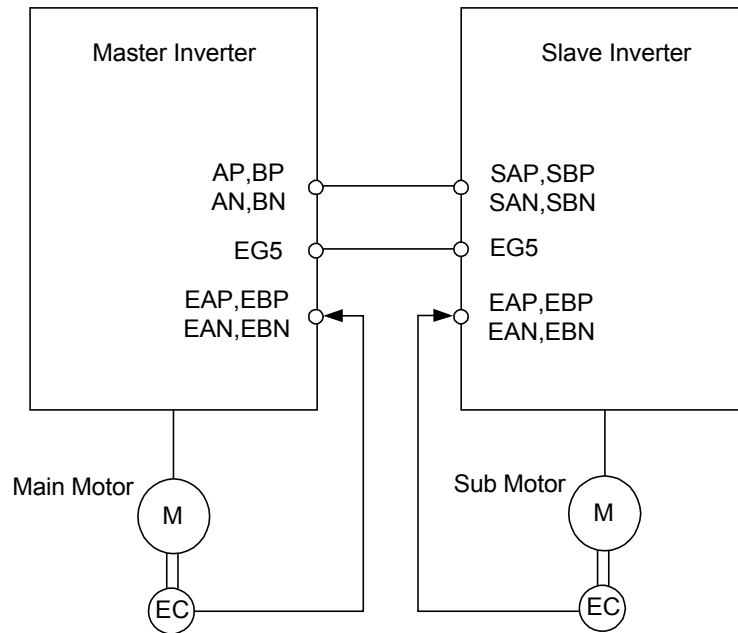 Master Inverter
Slave Inverter
AP,BP
AN,BN
SAP,SBP
SAN,SBN
EG5
EG5
EAP,EBP
EAN,EBN
EAP,EBP
EAN,EBN
Main Motor
M
Sub Motor
M
EC
EC